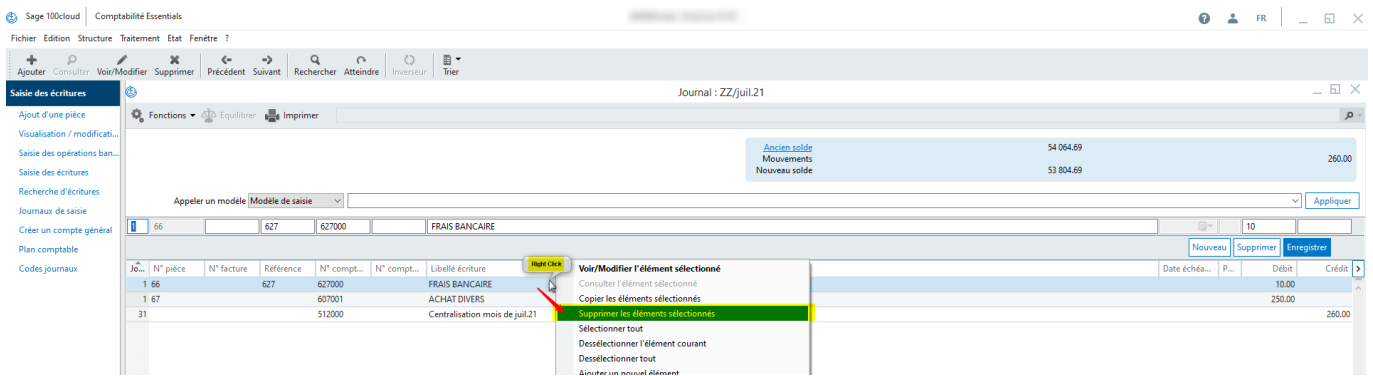 Sage 100cloud Comptabilité Essentials FR
Fichier Edition Structure Traitement Etat Fenêtre ?
Ajouter Consulter Voir/Modifier Supprimer Précédent Suivant Rechercher Atteindre Inverseur Trier
Saisie des écritures
Ajout d'une pièce
Visualisation / modificati...
Saisie des opérations ban...
Saisie des écritures
Recherche d'écritures
Journaux de saisie
Créer un compte général
Plan comptable
Codes journaux
Journal : ZZ/juil.21
Fonctions Equilibrer Imprimer
Ancien solde 54 064.69
Mouvements 260.00
Nouveau solde 53 804.69
Appeler un modèle Modèle de saisie Appliquer
1 66 627 627000 FRAIS BANCAIRE 10
Nouveau Supprimer Enregistrer
Jo... N° pièce N° facture Référence N° compt... N° compt... Libellé écriture Date échéa... P... Débit Crédit
1 66 627 627000 FRAIS BANCAIRE 10.00
1 67 607001 ACHAT DIVERS 250.00
31 512000 Centralisation mois de juil.21 260.00
Right Click
Voir/Modifier l'élément sélectionné
Consulter l'élément sélectionné
Copier les éléments sélectionnés
Supprimer les éléments sélectionnés
Sélectionner tout
Dessélectionner l'élément courant
Dessélectionner tout
Ajouter un nouvel élément